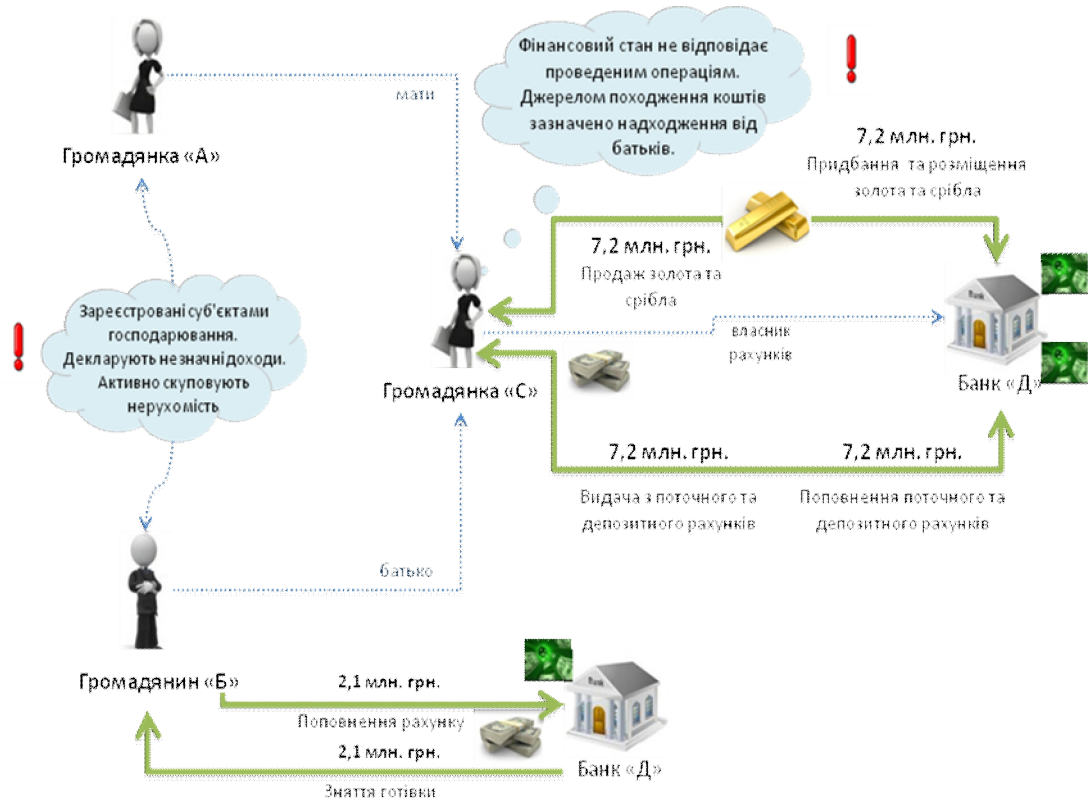 Фінансовий стан не відповідає
проведеним операціям.
Джерелом походження коштів
зазначено надходження від
батьків.
мати
Громадянка «А»
7,2 млн. грн.
Придбання та розміщення
золота та срібла
7,2 млн. грн.
Продаж золота та
срібла
Bank
Зареєстровані суб'єктами
господарювання.
Декларують незначні доходи.
Активно скуповують
нерухомість
власник
рахунків
Громадянка «С»
Банк «Д»
7,2 млн. грн.
7,2 млн. грн.
Видача з поточного та
депозитного рахунків
Поповнення поточного та
депозитного рахунків
батько
Громадянин «Б»
2,1 млн. грн.
Поповнення рахунку
2,1 млн. грн.
Зняття готівки
Bank
Банк «Д»